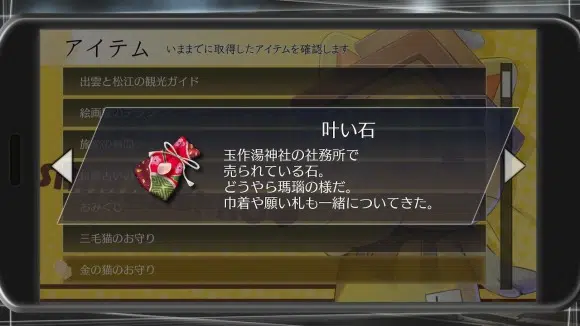 アイテム
いままでに取得したアイテムを確認します
出雲と松江の観光ガイド
叶い石
玉作湯神社の社務所で
売られている石。
どうやら瑪瑙の様だ。
巾着や願い札も一緒についてきた。
おみくじ
三毛猫のお守り
金の猫のお守り